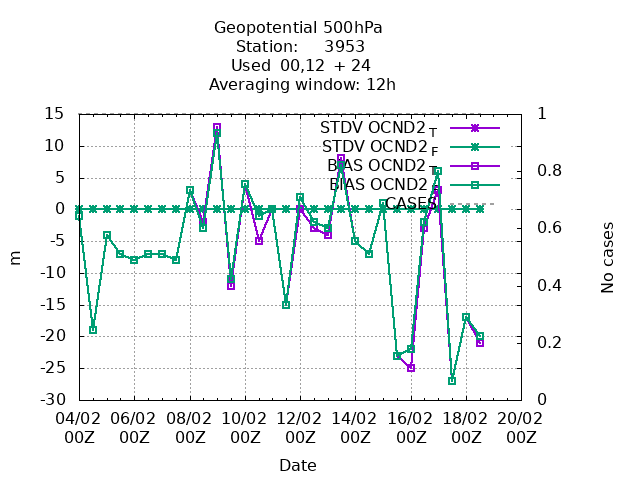 Geopotential 500hPa
Station: 3953
Used 00,12 + 24
Averaging window: 12h
15
10
5
0
-5
-10
-15
-20
-25
-30
m
1
0.8
0.6
0.4
0.2
0
No cases
STDV OCND2 T
STDV OCND2 F
BIAS OCND2 T
BIAS OCND2
CASES
04/02 06/02 08/02 10/02 12/02 14/02 16/02 18/02 20/02
00Z 00Z 00Z 00Z 00Z 00Z 00Z 00Z 00Z
Date